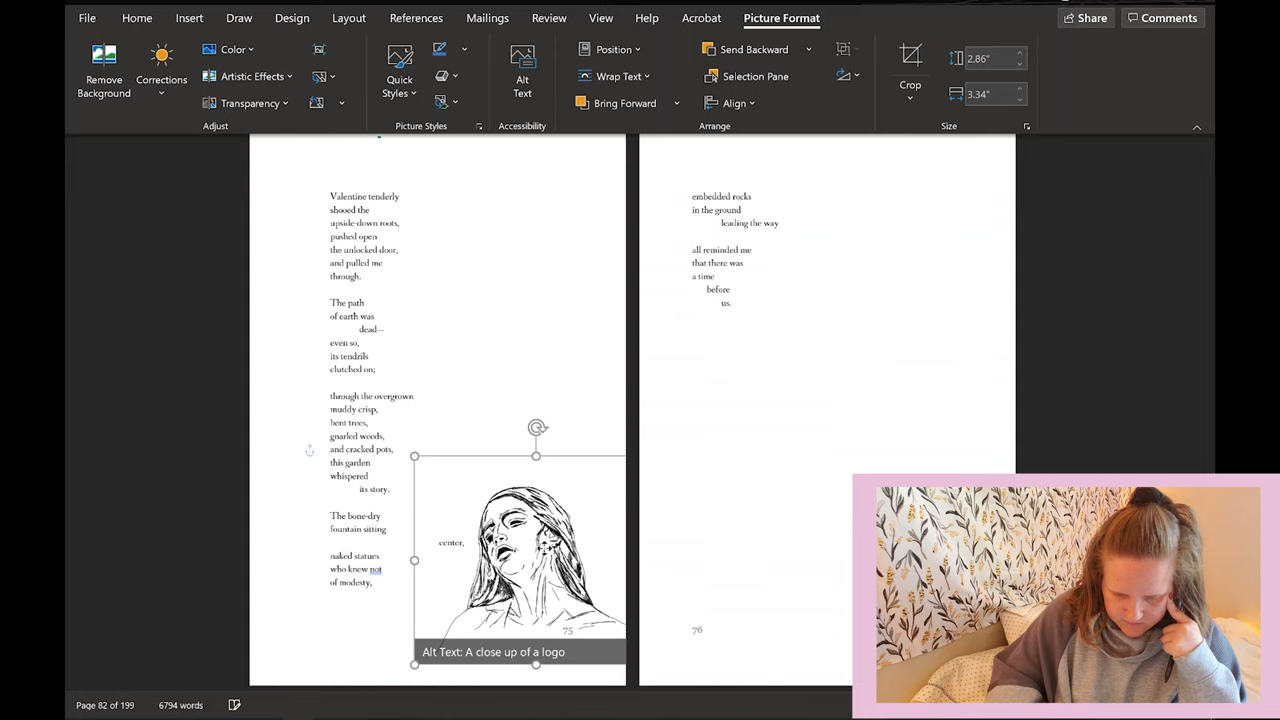 File Home Insert Draw Design Layout References Mailings Review View Help Acrobat Picture Format Share Comments
Remove Background
Corrections
Color
Artistic Effects
Transparency
Adjust
Quick Styles
Picture Styles
Alt Text
Accessibility
Position
Wrap Text
Bring Forward
Send Backward
Selection Pane
Align
Arrange
Crop
2.86"
3.34"
Size
Valentine tenderly
shooed the
upside-down roots,
pushed open
the unlocked door,
and pulled me
through.
The path
of earth was
dead—
even so,
its tendrils
clutched on;
through the overgrown
muddy crisp,
bent trees,
gnarled weeds,
and cracked pots,
this garden
whispered
its story.
The bone-dry
fountain sitting
center,
naked statues
who knew not
of modesty,
75
Alt Text: A close up of a logo
embedded rocks
in the ground
leading the way
all reminded me
that there was
a time
before
us.
76
Page 82 of 199 6794 words